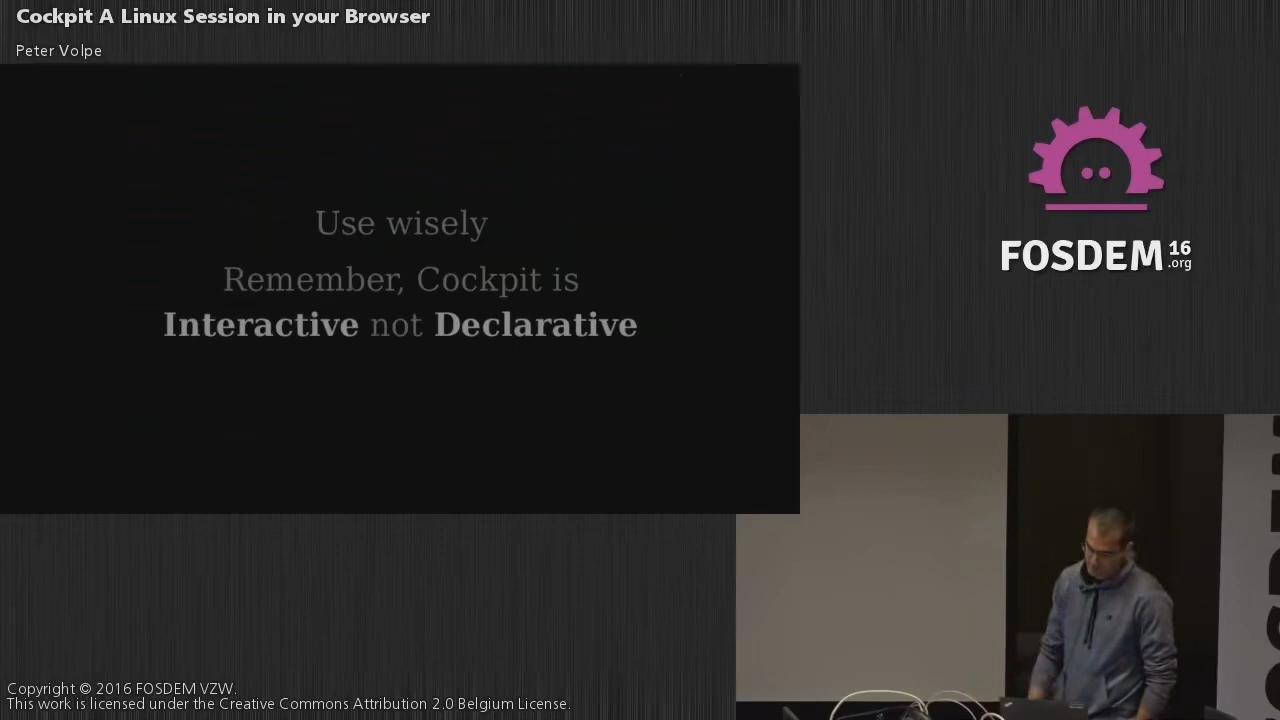 Cockpit A Linux Session in your Browser
Peter Volpe
Use wisely
Remember, Cockpit is
Interactive not Declarative
FOSDEM 16
.org
Copyright © 2016 FOSDEM VZW.
This work is licensed under the Creative Commons Attribution 2.0 Belgium License.